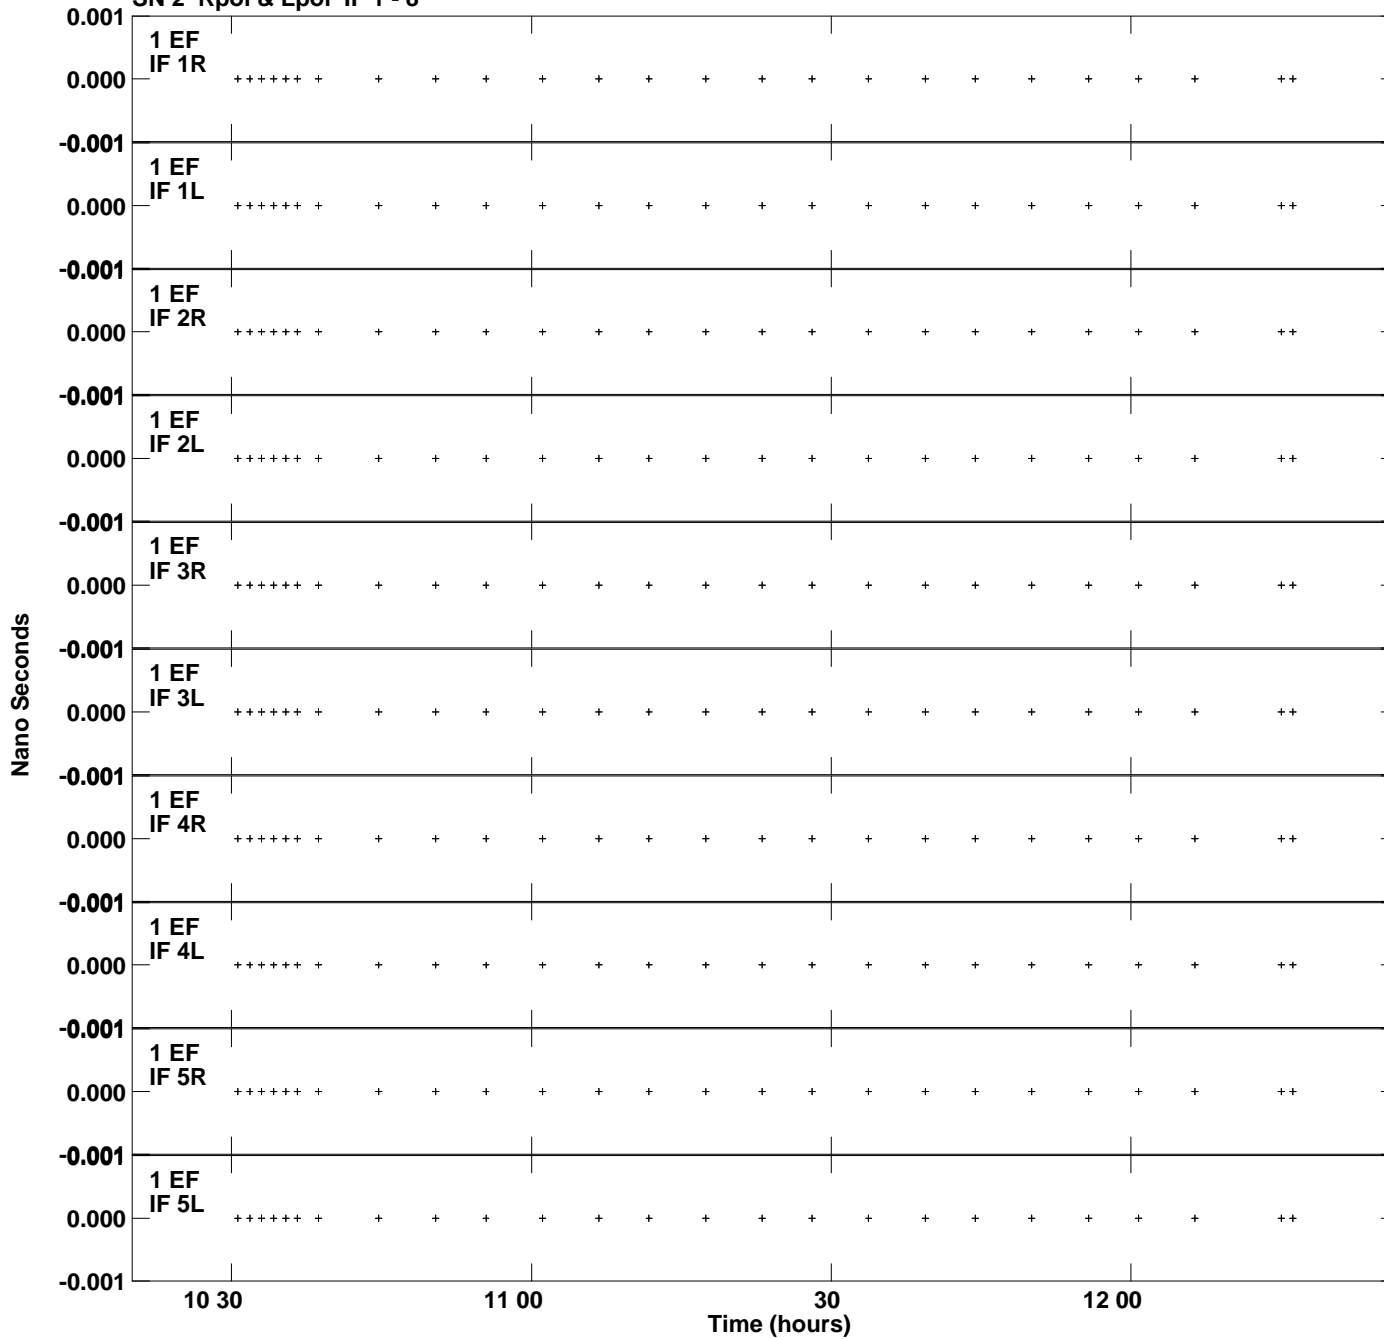 SN 2 Rpol & Lpol IF 1 - 8
0.001
1 EF
IF 1R
0.000
-0.001
1 EF
IF 1L
0.000
-0.001
1 EF
IF 2R
0.000
-0.001
1 EF
IF 2L
0.000
-0.001
1 EF
IF 3R
0.000
-0.001
1 EF
IF 3L
0.000
-0.001
1 EF
IF 4R
0.000
-0.001
1 EF
IF 4L
0.000
-0.001
1 EF
IF 5R
0.000
-0.001
1 EF
IF 5L
0.000
-0.001
Nano Seconds
10 30 11 00 30 12 00
Time (hours)